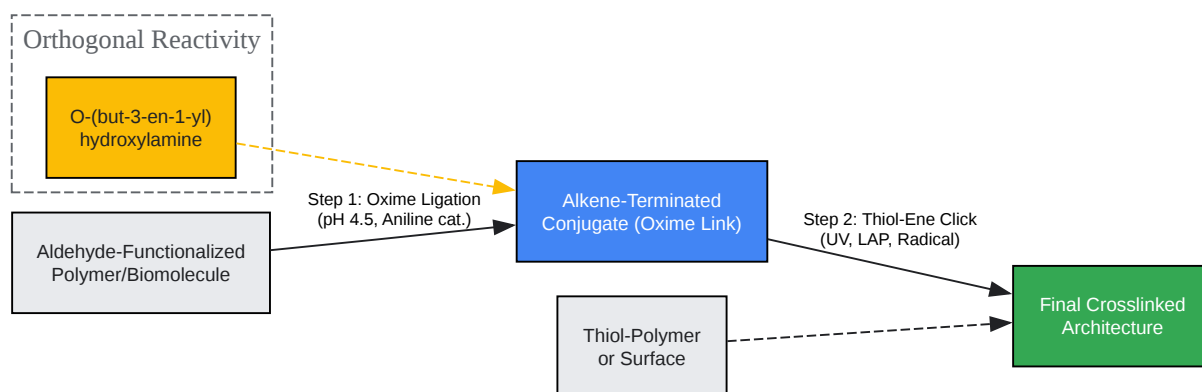 Orthogonal Reactivity
O-(but-3-en-1-yl)
hydroxylamine
Aldehyde-Functionalized
Polymer/Biomolecule
Step 1: Oxime Ligation
(pH 4.5, Aniline cat.)
Alkene-Terminated
Conjugate (Oxime Link)
Thiol-Polymer
or Surface
Step 2: Thiol-Ene Click
(UV, LAP, Radical)
Final Crosslinked
Architecture